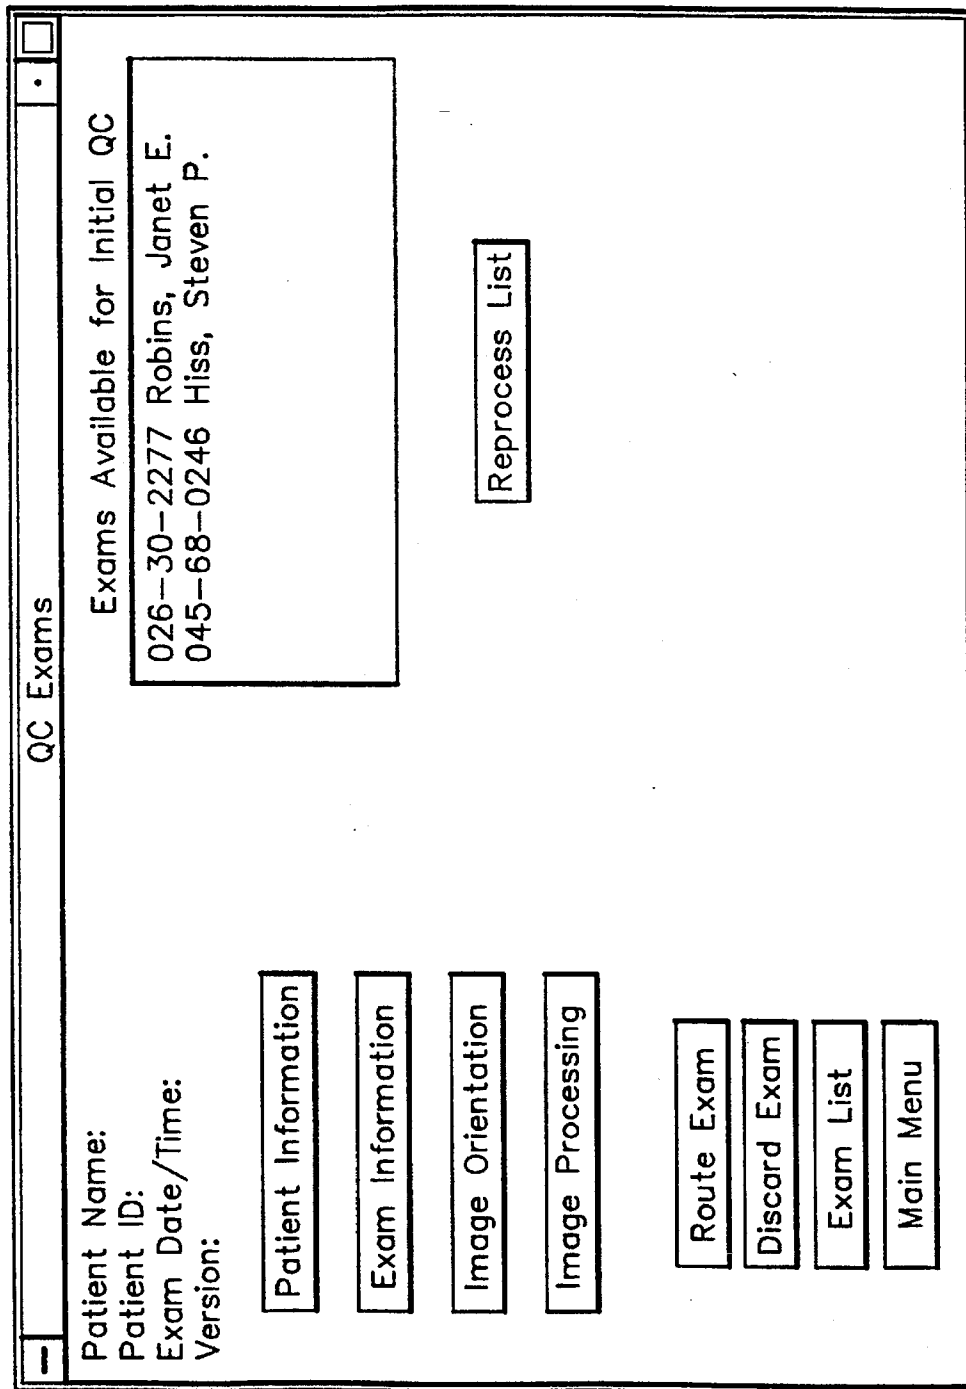 QC Exams
Patient Name:
Patient ID:
Exam Date/Time:
Version:
Patient Information
Exam Information
Image Orientation
Image Processing
Route Exam
Discard Exam
Exam List
Main Menu
Exams Available for Initial QC
026-30-2277 Robins, Janet E.
045-68-0246 Hiss, Steven P.
Reprocess List